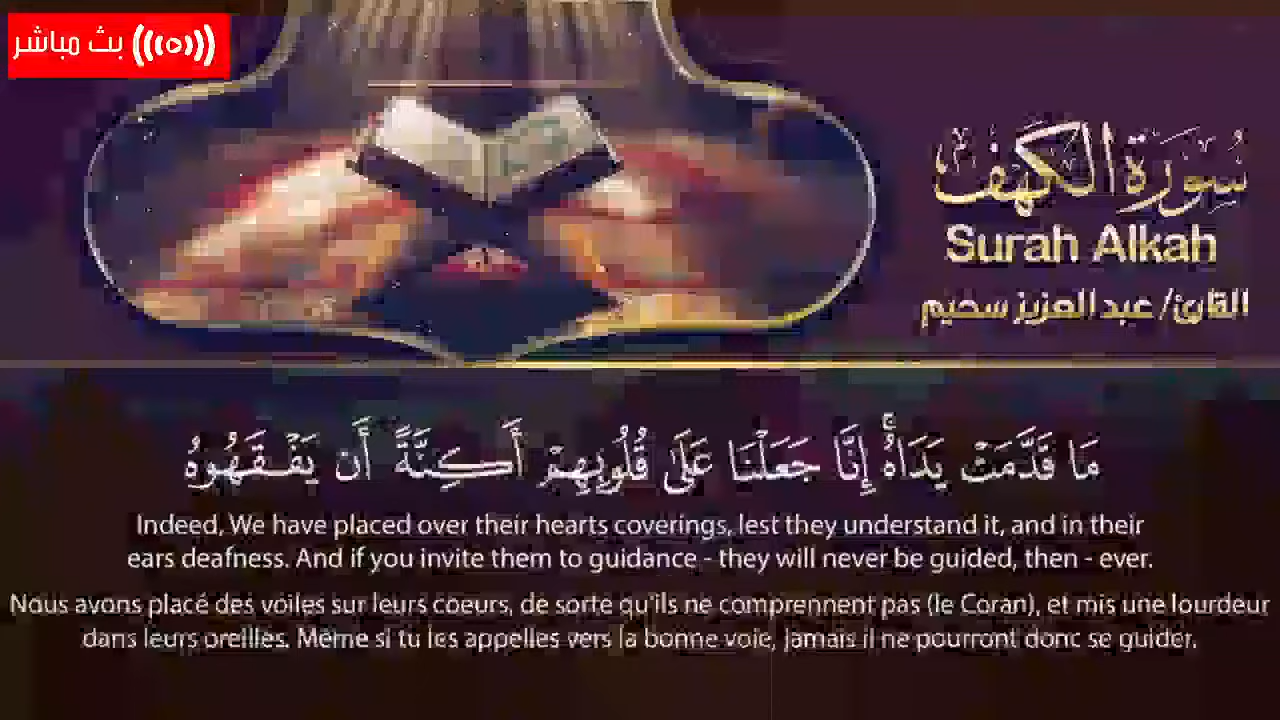 بث مباشر
سورة الكهف
Surah Alkah
القارئ/ عبد العزيز سحيم
مَا قَدَّمَتْ يَدَاهُ ۚ إِنَّا جَعَلْنَا عَلَىٰ قُلُوبِهِمْ أَكِنَّةً أَن يَفْقَهُوهُ
Indeed, We have placed over their hearts coverings, lest they understand it, and in their
ears deafness. And if you invite them to guidance - they will never be guided, then - ever.
Nous avons placé des voiles sur leurs coeurs, de sorte qu'ils ne comprennent pas (le Coran), et mis une lourdeur
dans leurs oreilles. Même si tu les appelles vers la bonne voie, jamais il ne pourront donc se guider.